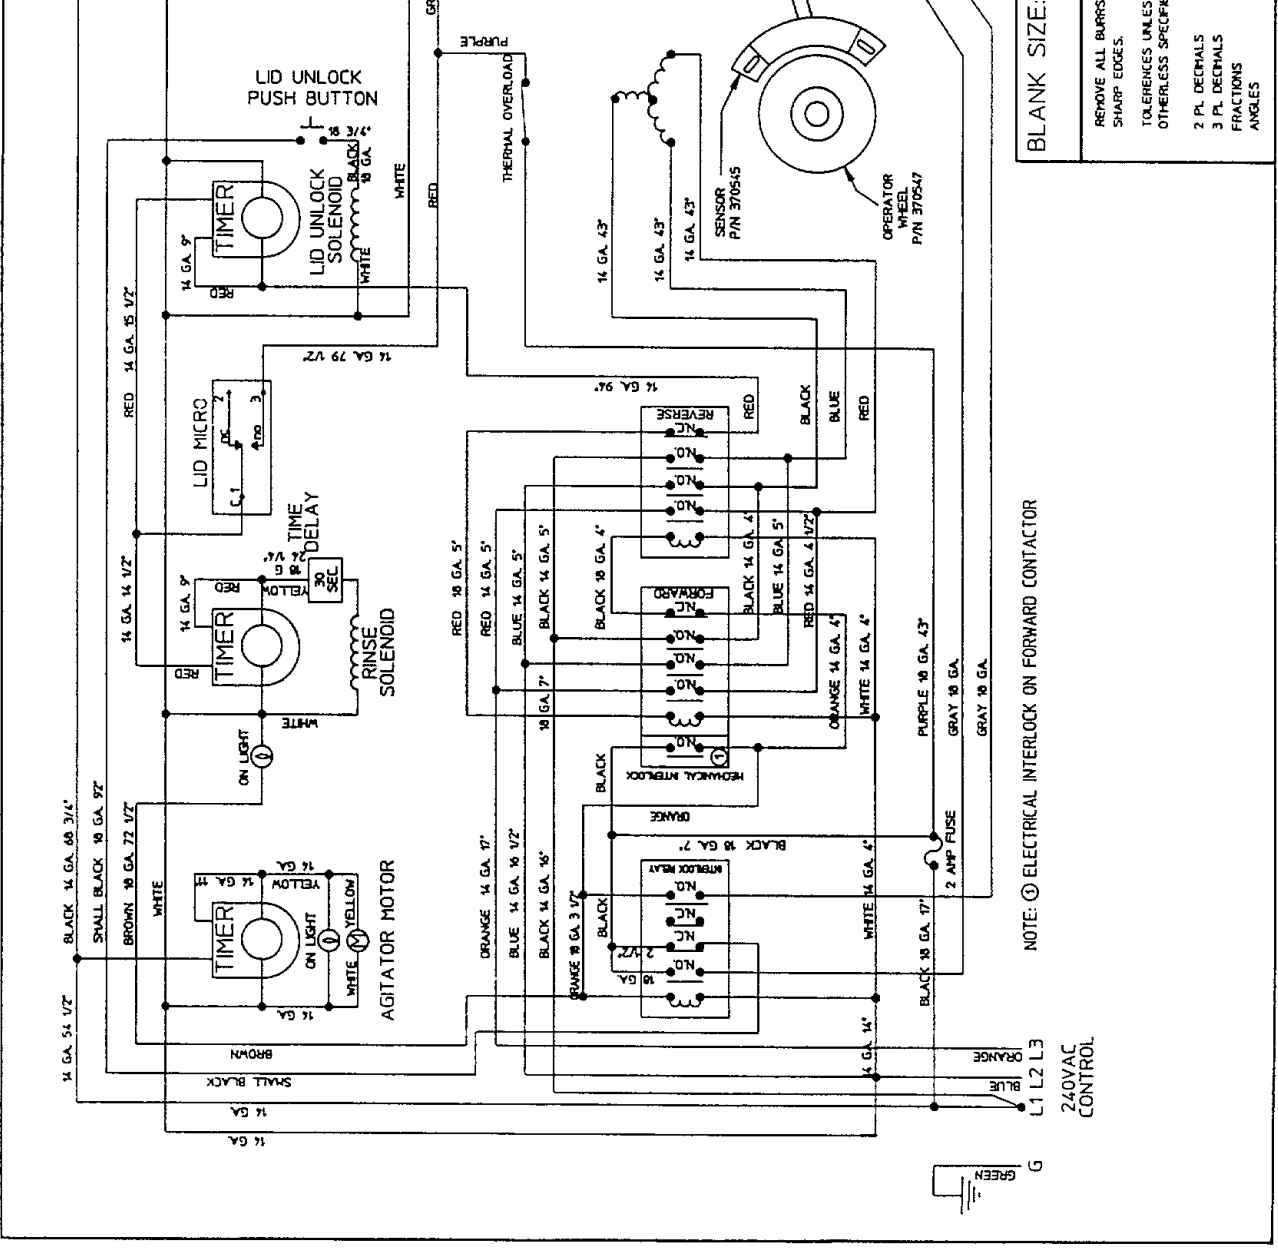 LID UNLOCK
PUSH BUTTON
18 3/4"
BLACK
18 GA.
TIMER
14 GA. 9"
RED
LID UNLOCK
SOLENOID
WHITE
WHITE
RED
GR
PURPLE
THERMAL OVERLOAD
SENSOR
P/N 370545
OPERATOR
WHEEL
P/N 370547
14 GA. 43"
14 GA. 43"
14 GA. 43"
BLANK SIZE:
REMOVE ALL BURRS
SHARP EDGES.
TOLERENCES UNLES
OTHERLESS SPECIFIE
2 PL DECIMALS
3 PL DECIMALS
FRACTIONS
ANGLES
RED 14 GA. 15 1/2"
14 GA. 79 1/2"
LID MICRO
nc
2
no
3
C 1
14 GA. 94"
REVERSE
N.C.
N.O.
N.O.
N.O.
RED
BLACK
BLUE
RED
14 GA. 14 1/2"
14 GA. 9"
RED
RED
TIMER
TIME
DELAY
18 G
24 1/4"
YELLOW
30
SEC.
RINSE
SOLENOID
WHITE
ON LIGHT
RED 18 GA. 5"
RED 14 GA. 5"
BLUE 14 GA. 5"
BLACK 14 GA. 5"
BLACK 18 GA. 4"
18 GA. 7"
FORWARD
N.C.
N.O.
N.O.
N.O.
N.O.
1
MECHANICAL INTERLOCK
BLACK 14 GA. 4"
BLUE 14 GA. 5"
RED 14 GA. 4 1/2"
ORANGE 14 GA. 4"
WHITE 14 GA. 4"
PURPLE 18 GA. 43"
GRAY 18 GA.
GRAY 18 GA.
NOTE: ① ELECTRICAL INTERLOCK ON FORWARD CONTACTOR
BLACK 14 GA. 68 3/4"
SMALL BLACK 18 GA. 92"
BROWN 18 GA. 72 1/2"
WHITE
14 GA. 11
14 GA.
YELLOW
TIMER
ON LIGHT
YELLOW
M
WHITE
14 GA.
AGITATOR MOTOR
BLACK
ORANGE
BLACK 18 GA. 7"
ORANGE 14 GA. 17"
BLUE 14 GA. 16 1/2"
BLACK 14 GA. 16"
ORANGE 18 GA. 3 1/2"
BLACK
18 GA.
2 1/2"
INTERLOCK RELAY
N.O.
N.C.
N.C.
N.O.
WHITE 14 GA. 4"
2 AMP FUSE
BLACK 18 GA. 17"
14 GA. 54 1/2"
BROWN
SMALL BLACK
14 GA.
14 GA.
14 GA. 14"
ORANGE
BLUE
L1 L2 L3
240VAC
CONTROL
GREEN
G